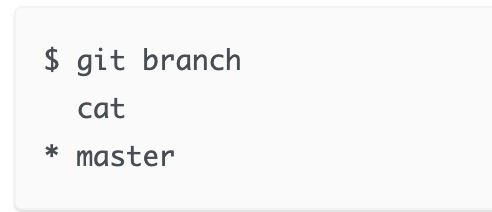 $ git branch
  cat
* master